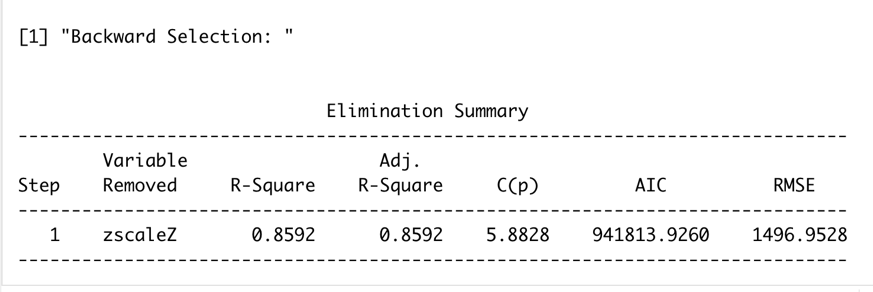 [1] "Backward Selection: "
Elimination Summary
-------------------------------------------------------------------------------
Variable Adj.
Step Removed R-Square R-Square C(p) AIC RMSE
-------------------------------------------------------------------------------
1 zscaleZ 0.8592 0.8592 5.8828 941813.9260 1496.9528
-------------------------------------------------------------------------------